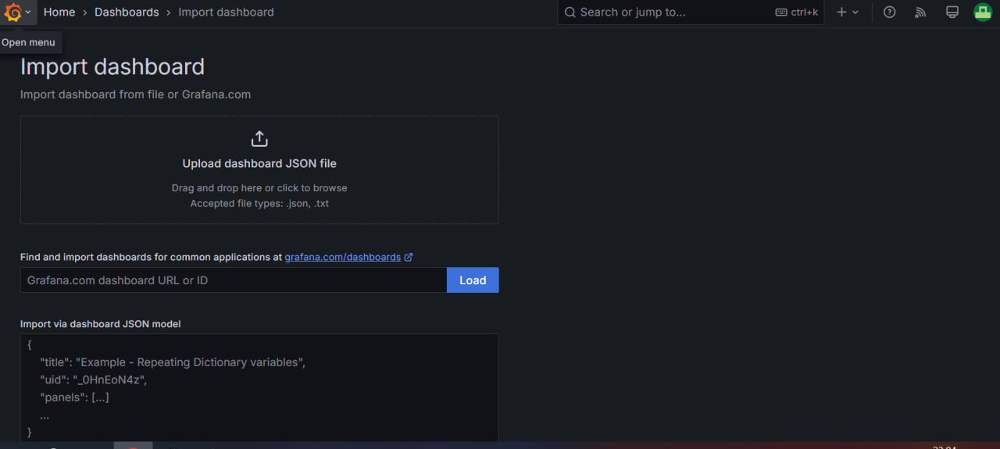 Home › Dashboards › Import dashboard
Search or jump to... ctrl+k
Open menu
Import dashboard
Import dashboard from file or Grafana.com
Upload dashboard JSON file
Drag and drop here or click to browse
Accepted file types: .json, .txt
Find and import dashboards for common applications at grafana.com/dashboards
Grafana.com dashboard URL or ID
Load
Import via dashboard JSON model
{
"title": "Example - Repeating Dictionary variables",
"uid": "_0HnEoN4z",
"panels": [...]
...
}